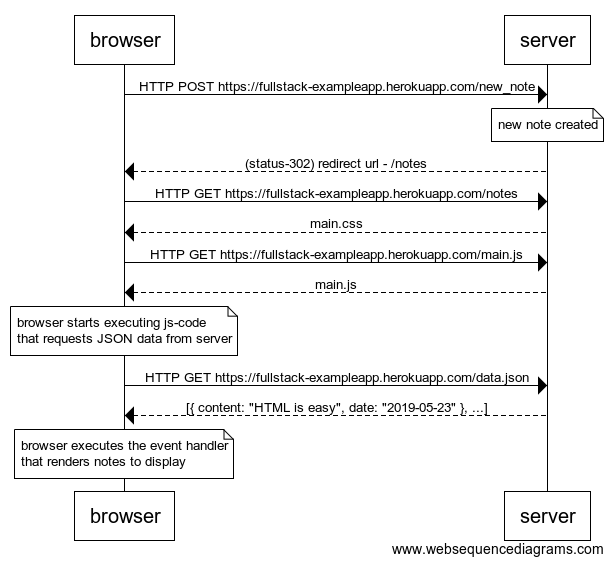 browser
server
HTTP POST https://fullstack-exampleapp.herokuapp.com/new_note
new note created
(status-302) redirect url - /notes
HTTP GET https://fullstack-exampleapp.herokuapp.com/notes
main.css
HTTP GET https://fullstack-exampleapp.herokuapp.com/main.js
main.js
browser starts executing js-code
that requests JSON data from server
HTTP GET https://fullstack-exampleapp.herokuapp.com/data.json
[{ content: "HTML is easy", date: "2019-05-23" }, ...]
browser executes the event handler
that renders notes to display
browser
server
www.websequencediagrams.com